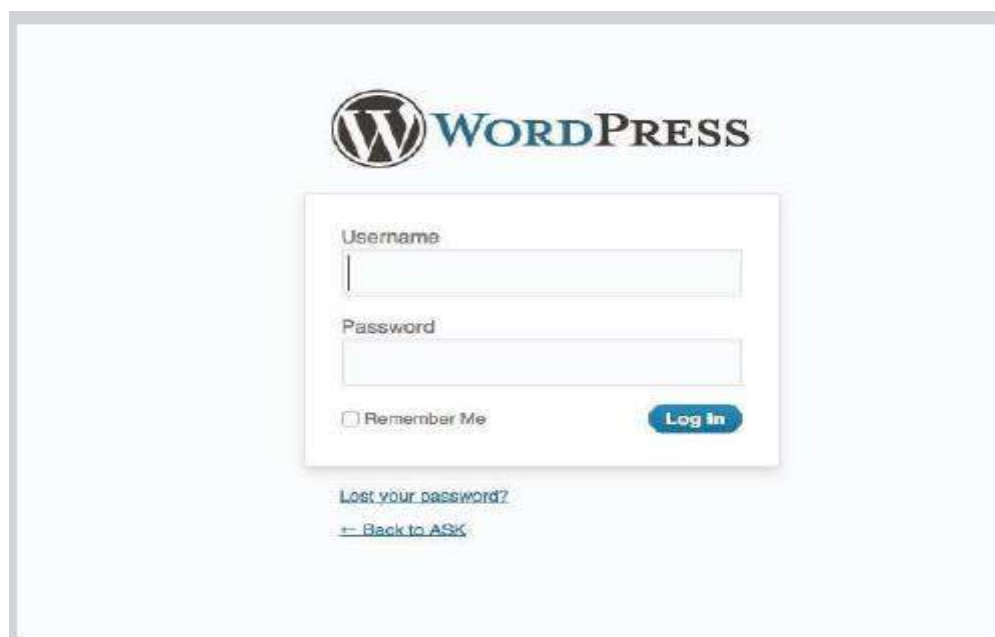 WORDPRESS
Username
Password
Remember Me
Log In
Lost your password?
← Back to ASK